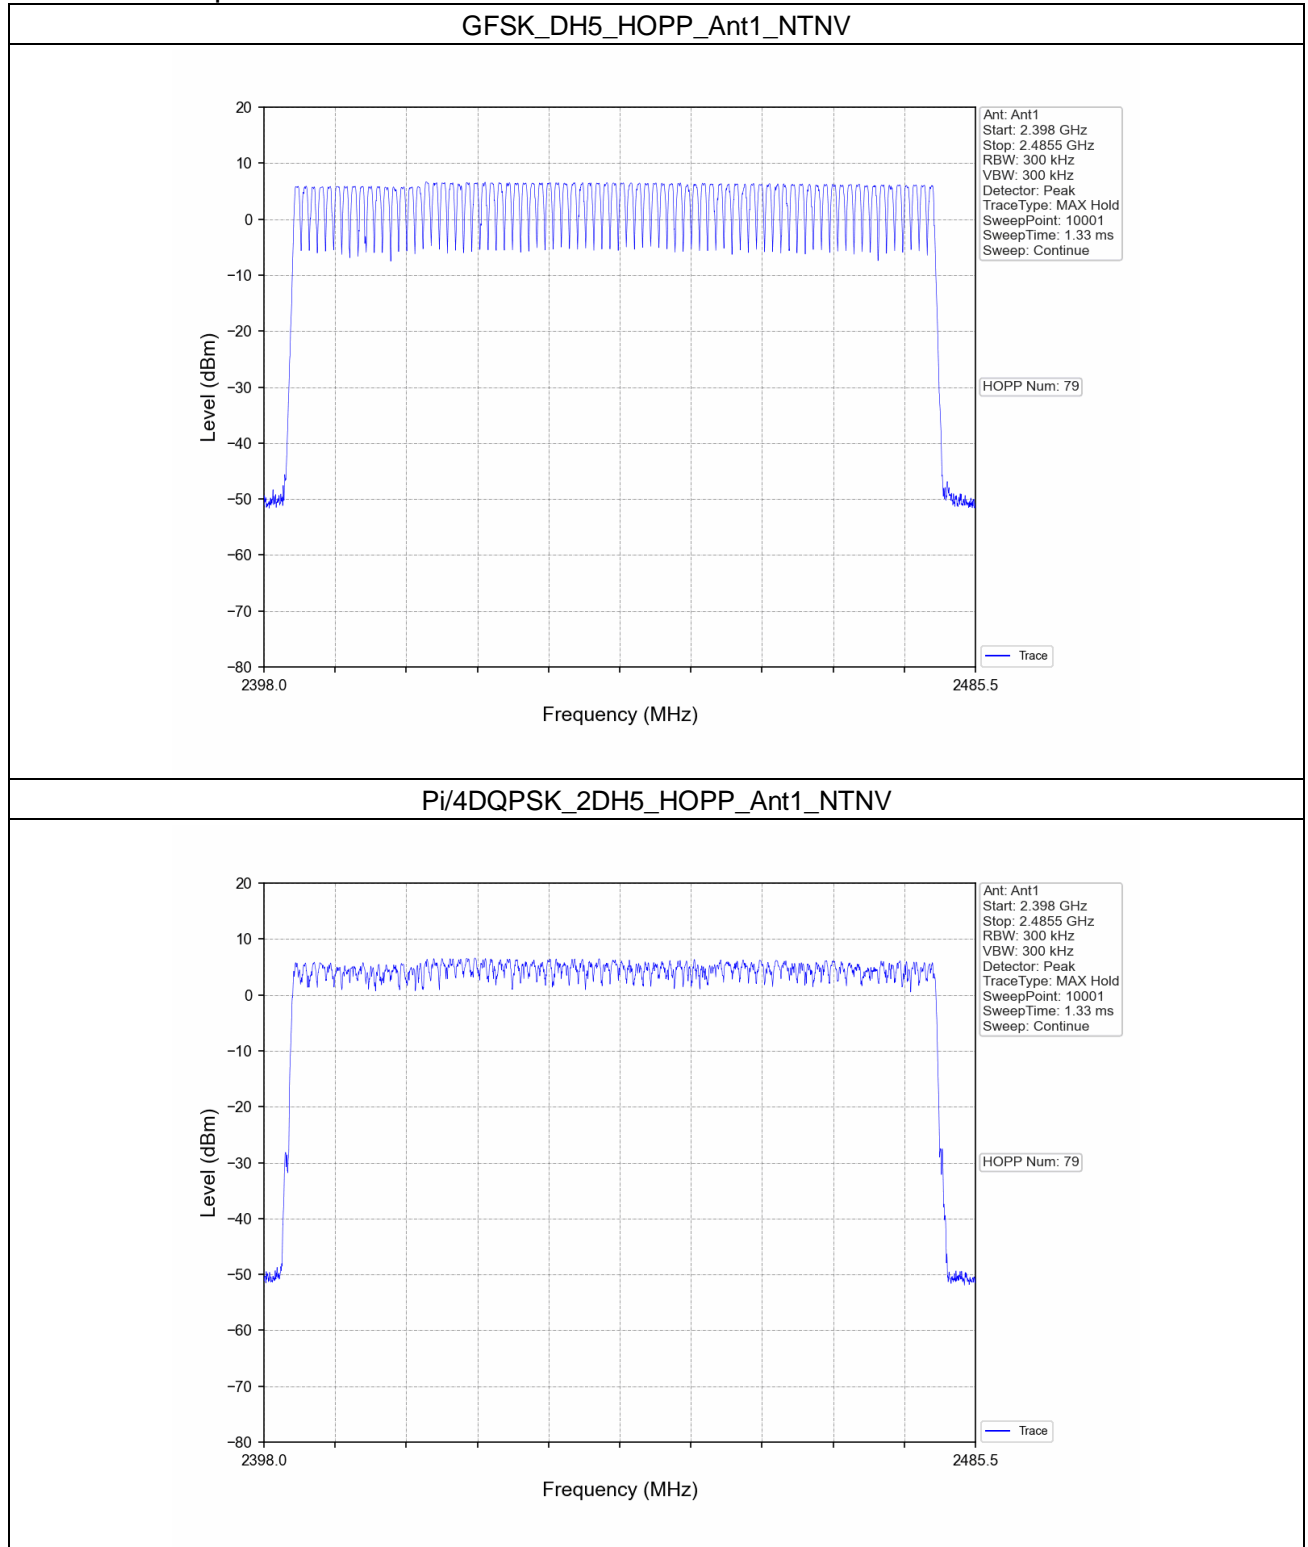 GFSK_DH5_HOPP_Ant1_NTNV
20
10
0
−10
−20
−30
−40
−50
−60
−70
−80
Level (dBm)
2398.0
2485.5
Frequency (MHz)
Ant: Ant1
Start: 2.398 GHz
Stop: 2.4855 GHz
RBW: 300 kHz
VBW: 300 kHz
Detector: Peak
TraceType: MAX Hold
SweepPoint: 10001
SweepTime: 1.33 ms
Sweep: Continue
HOPP Num: 79
Trace
Pi/4DQPSK_2DH5_HOPP_Ant1_NTNV
20
10
0
−10
−20
−30
−40
−50
−60
−70
−80
Level (dBm)
2398.0
2485.5
Frequency (MHz)
Ant: Ant1
Start: 2.398 GHz
Stop: 2.4855 GHz
RBW: 300 kHz
VBW: 300 kHz
Detector: Peak
TraceType: MAX Hold
SweepPoint: 10001
SweepTime: 1.33 ms
Sweep: Continue
HOPP Num: 79
Trace